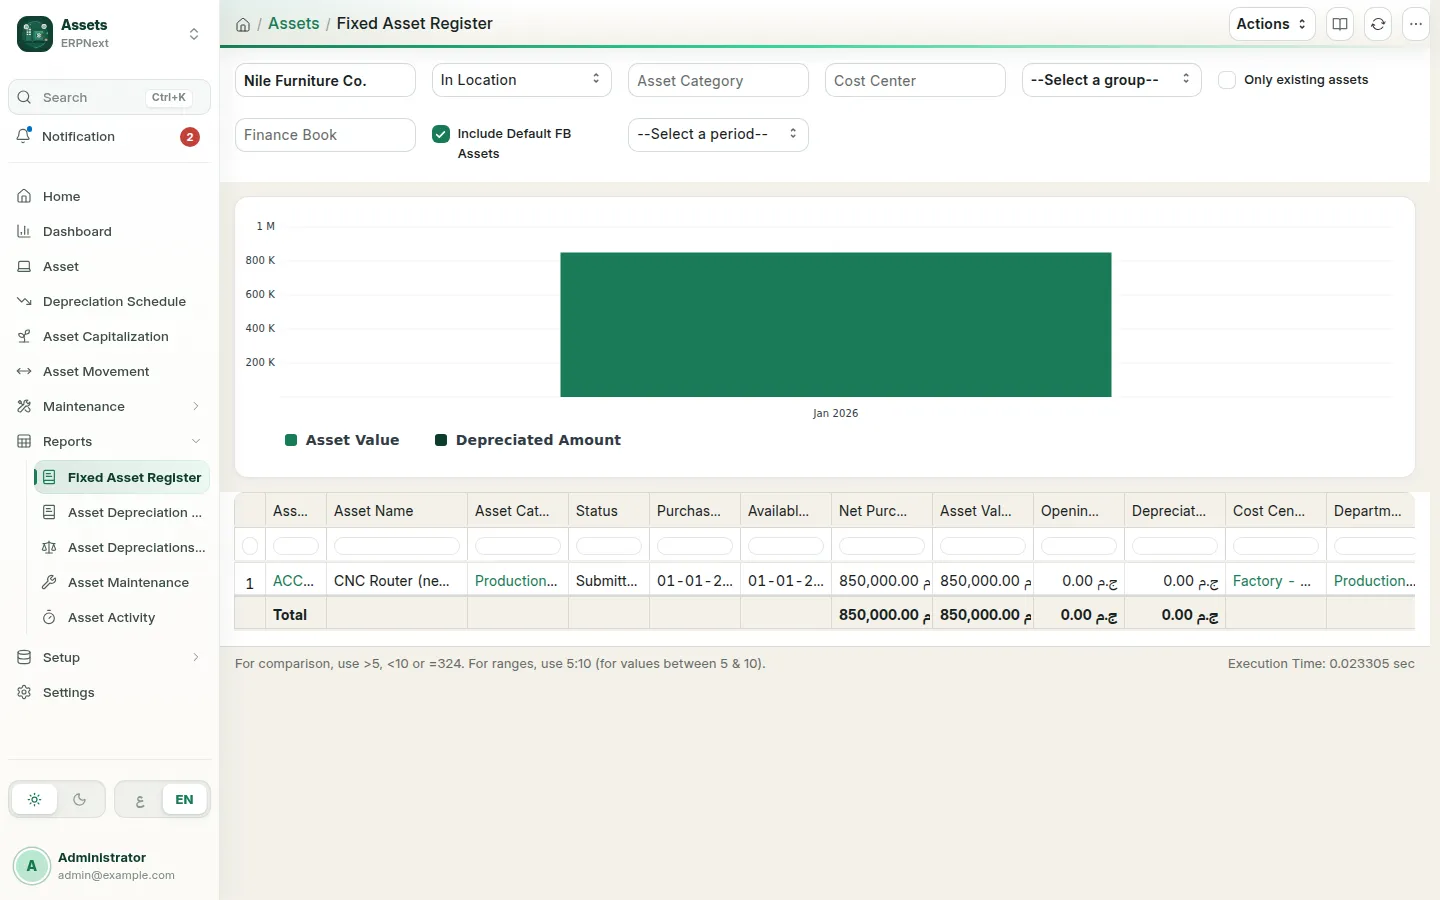 Assets
ERPNext
Search
Ctrl+K
Notification
2
Home
Dashboard
Asset
Depreciation Schedule
Asset Capitalization
Asset Movement
Maintenance
Reports
Fixed Asset Register
Asset Depreciation ...
Asset Depreciations...
Asset Maintenance
Asset Activity
Setup
Settings
ع
EN
A
Administrator
admin@example.com
/ Assets / Fixed Asset Register
Actions
...
Nile Furniture Co.
In Location
Asset Category
Cost Center
--Select a group--
Only existing assets
Finance Book
Include Default FB Assets
--Select a period--
1 M
800 K
600 K
400 K
200 K
Jan 2026
Asset Value
Depreciated Amount
Ass... Asset Name Asset Cat... Status Purchas... Availabl... Net Purc... Asset Val... Openin... Depreciat... Cost Cen... Departm...
1 ACC... CNC Router (ne... Production... Submitt... 01-01-2... 01-01-2... 850,000.00 م 850,000.00 م 0.00 ج.م 0.00 ج.م Factory - ... Production...
Total 850,000.00 م 850,000.00 م 0.00 ج.م 0.00 ج.م
For comparison, use >5, <10 or =324. For ranges, use 5:10 (for values between 5 & 10).
Execution Time: 0.023305 sec